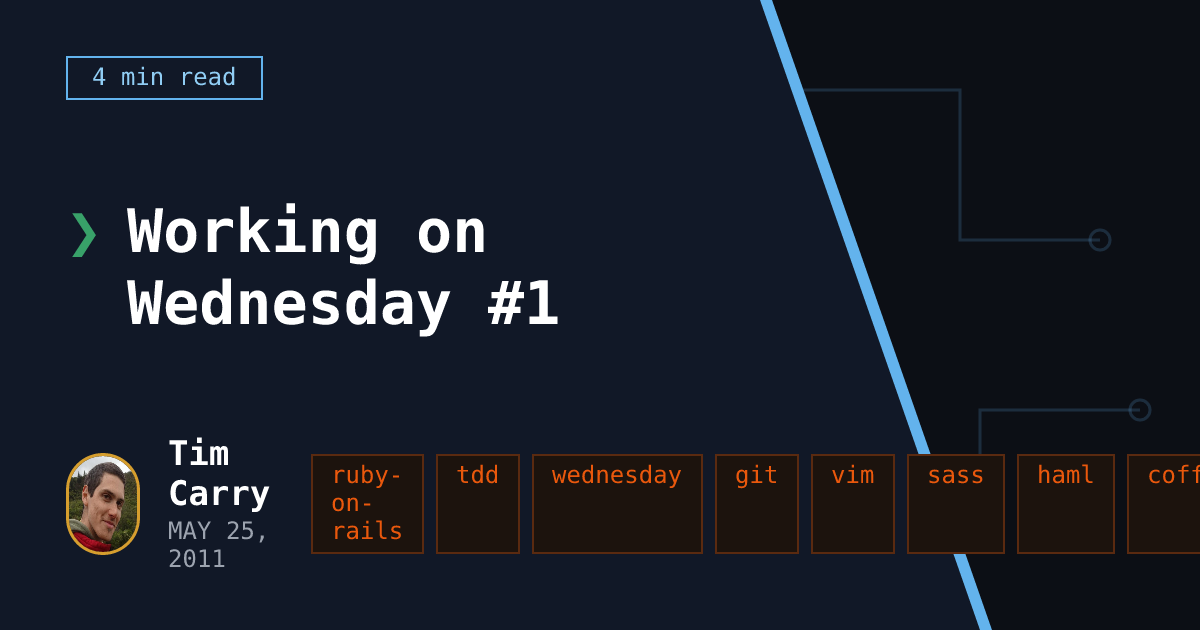 4 min read
❯ Working on
Wednesday #1
Tim
Carry
MAY 25,
2011
ruby-
on-
rails
tdd
wednesday
git
vim
sass
haml
coff